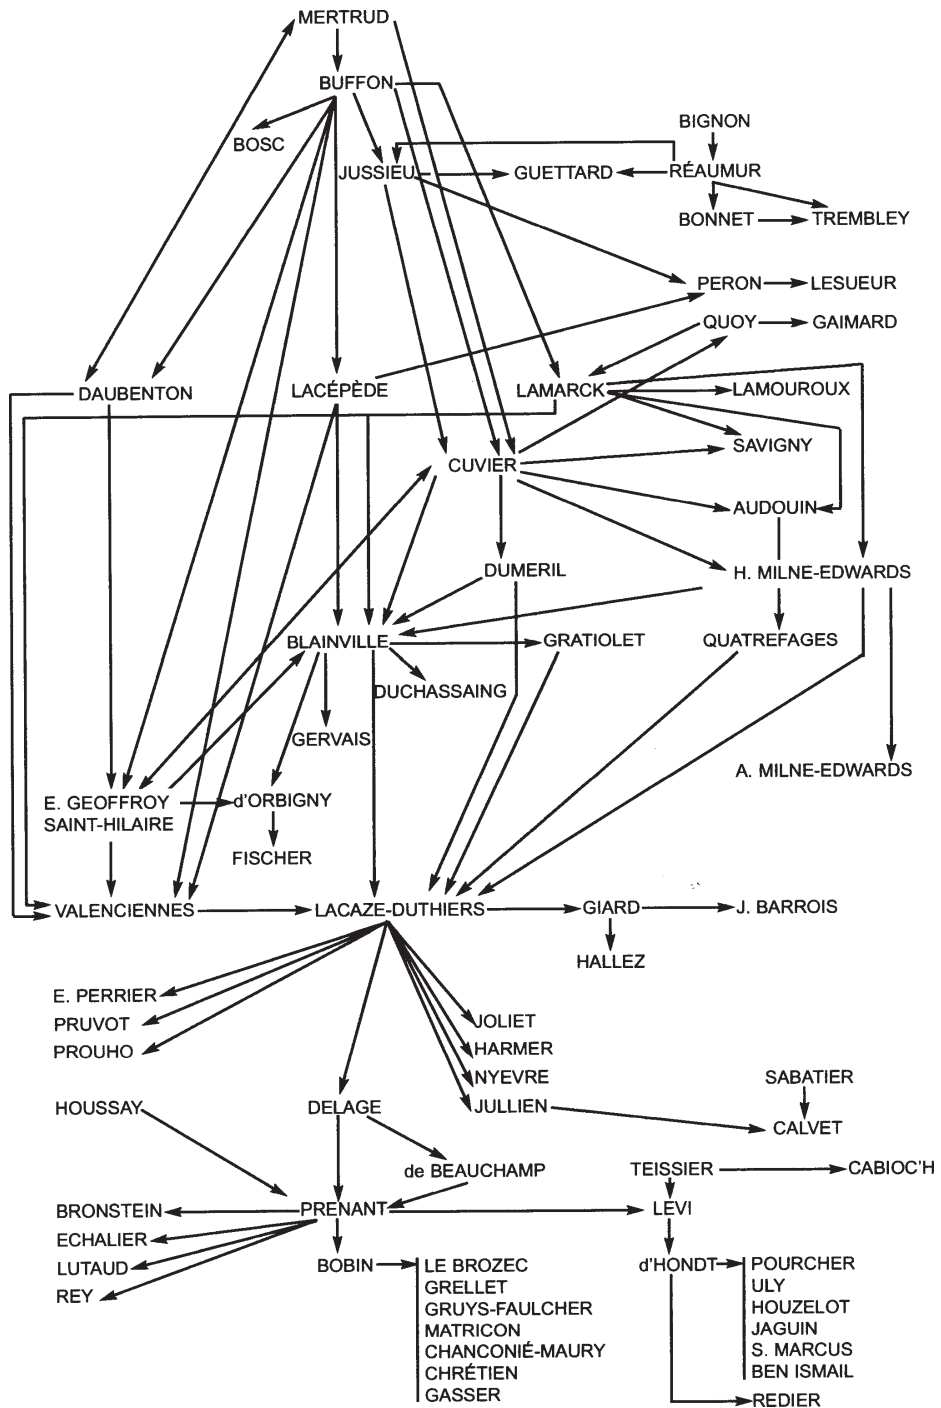 MERTRUD
BUFFON
BOSC
BIGNON
JUSSIEU
GUETTARD
RÉAUMUR
BONNET
TREMBLEY
PERON
LESUEUR
QUOY
GAIMARD
DAUBENTON
LACÉPÈDE
LAMARCK
LAMOUROUX
SAVIGNY
CUVIER
AUDOUIN
DUMERIL
H. MILNE-EDWARDS
BLAINVILLE
GRATIOLET
QUATREFAGES
DUCHASSAING
GERVAIS
A. MILNE-EDWARDS
E. GEOFFROY
SAINT-HILAIRE
d'ORBIGNY
FISCHER
VALENCIENNES
LACAZE-DUTHIERS
GIARD
J. BARROIS
HALLEZ
E. PERRIER
PRUVOT
PROUHO
JOLIET
HARMER
NYEVRE
JULLIEN
SABATIER
CALVET
HOUSSAY
DELAGE
de BEAUCHAMP
TEISSIER
CABIOC'H
BRONSTEIN
PRENANT
LEVI
ECHALIER
LUTAUD
REY
BOBIN
LE BROZEC
GRELLET
GRUYS-FAULCHER
MATRICON
CHANCONIÉ-MAURY
CHRÉTIEN
GASSER
d'HONDT
POURCHER
ULY
HOUZELOT
JAGUIN
S. MARCUS
BEN ISMAIL
REDIER